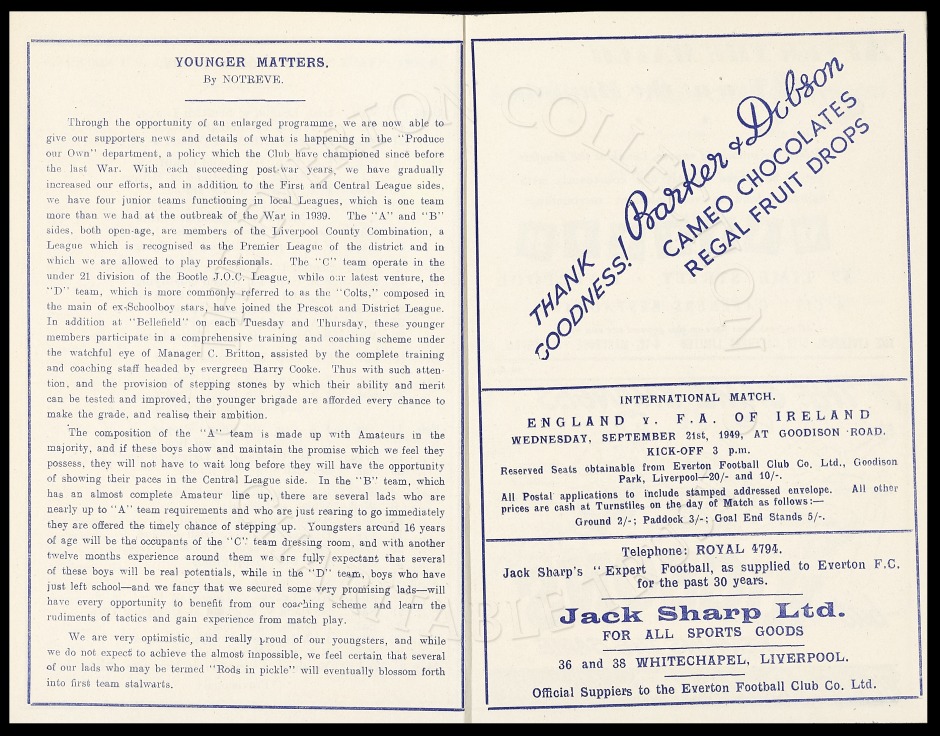 YOUNGER MATTERS.
By NOTREVE.
Through the opportunity of an enlarged programme, we are now able to
give our supporters news and details of what is happening in the "Produce
our Own" department, a policy which the Club have championed since before
the last War. With each succeeding post-war years, we have gradually
increased our efforts, and in addition to the First and Central League sides,
we have four junior teams functioning in local Leagues, which is one team
more than we had at the outbreak of the War in 1939. The "A" and "B"
sides, both open-age, are members of the Liverpool County Combination, a
League which is recognised as the Premier League of the district and in
which we are allowed to play professionals. The "C" team operate in the
under 21 division of the Bootle J.O.C. League, while our latest venture, the
"D" team, which is more commonly referred to as the "Colts," composed in
the main of ex-Schoolboy stars, have joined the Prescot and District League.
In addition at "Bellefield" on each Tuesday and Thursday, these younger
members participate in a comprehensive training and coaching scheme under
the watchful eye of Manager C. Britton, assisted by the complete training
and coaching staff headed by evergreen Harry Cooke. Thus with such atten-
tion, and the provision of stepping stones by which their ability and merit
can be tested and improved, the younger brigade are afforded every chance to
make the grade, and realise their ambition.
The composition of the "A" team is made up with Amateurs in the
majority, and if these boys show and maintain the promise which we feel they
possess, they will not have to wait long before they will have the opportunity
of showing their paces in the Central League side. In the "B" team, which
has an almost complete Amateur line up, there are several lads who are
nearly up to "A" team requirements and who are just rearing to go immediately
they are offered the timely chance of stepping up. Youngsters around 16 years
of age will be the occupants of the "C" team dressing room, and with another
twelve months experience around them we are fully expectant that several
of these boys will be real potentials, while in the "D" team, boys who have
just left school—and we fancy that we secured some very promising lads—will
have every opportunity to benefit from our coaching scheme and learn the
rudiments of tactics and gain experience from match play.
We are very optimistic, and really proud of our youngsters, and while
we do not expect to achieve the almost impossible, we feel certain that several
of our lads who may be termed "Rods in pickle" will eventually blossom forth
into first team stalwarts.
THANK
GOODNESS! Barker & Dobson
CAMEO CHOCOLATES
REGAL FRUIT DROPS
INTERNATIONAL MATCH.
ENGLAND v. F.A. OF IRELAND
WEDNESDAY, SEPTEMBER 21st, 1949, AT GOODISON ROAD.
KICK-OFF 3 p.m.
Reserved Seats obtainable from Everton Football Club Co. Ltd., Goodison
Park, Liverpool—20/- and 10/-.
All Postal applications to include stamped addressed envelope. All other
prices are cash at Turnstiles on the day of Match as follows:—
Ground 2/-; Paddock 3/-; Goal End Stands 5/-.
Telephone: ROYAL 4794.
Jack Sharp's "Expert Football, as supplied to Everton F.C.
for the past 30 years.
Jack Sharp Ltd.
FOR ALL SPORTS GOODS
36 and 38 WHITECHAPEL, LIVERPOOL.
Official Suppiers to the Everton Football Club Co. Ltd.